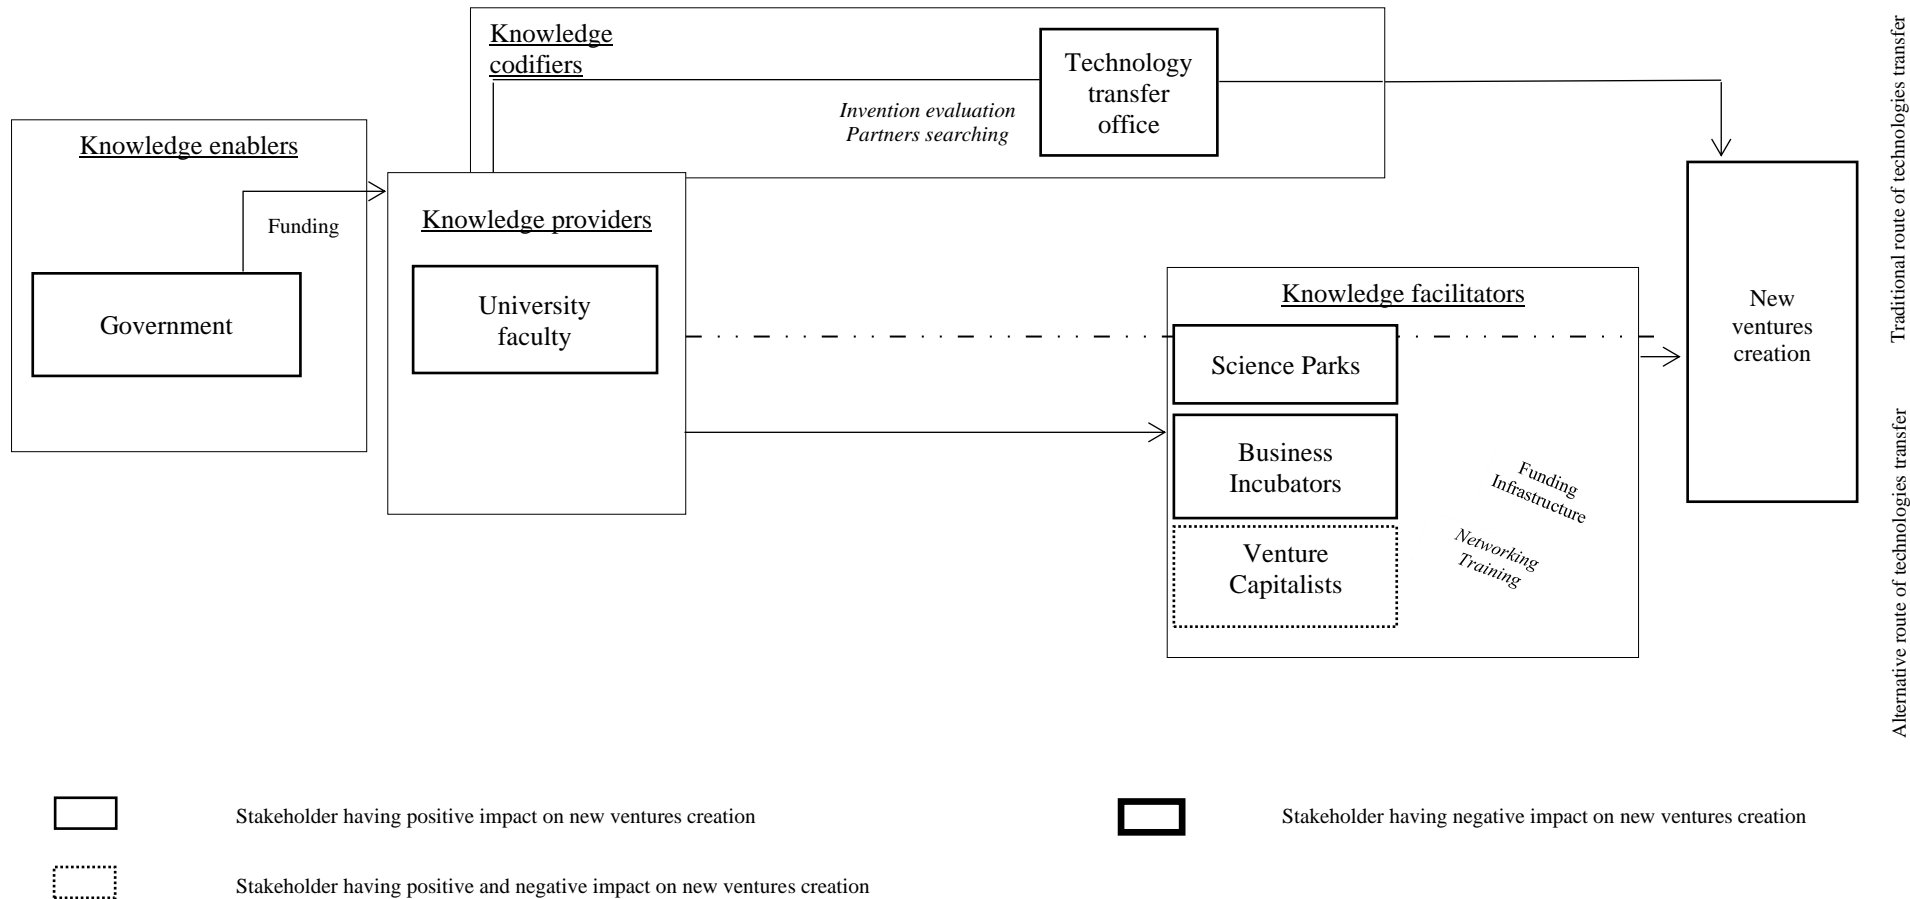 Knowledge
codifiers
Technology
transfer
office
Invention evaluation
Partners searching
Knowledge enablers
Funding
Government
Knowledge providers
University
faculty
Knowledge facilitators
Science Parks
Business
Incubators
Venture
Capitalists
Funding
Infrastructure
Networking
Training
New
ventures
creation
Traditional route of technologies transfer
Alternative route of technologies transfer
Stakeholder having positive impact on new ventures creation
Stakeholder having negative impact on new ventures creation
Stakeholder having positive and negative impact on new ventures creation